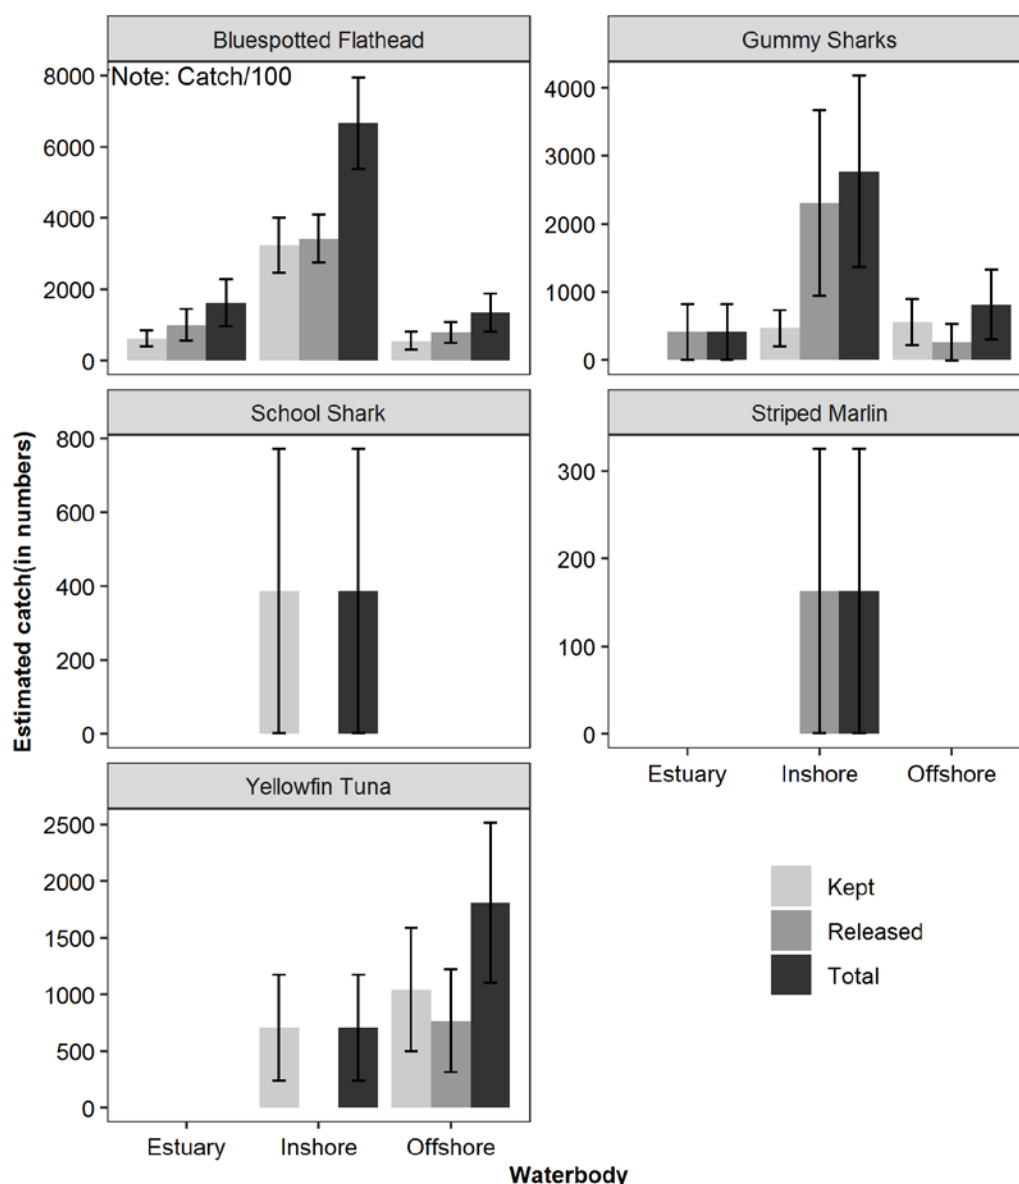 Bluespotted Flathead
Note: Catch/100
8000
6000
4000
2000
0
Gummy Sharks
4000
3000
2000
1000
0
School Shark
800
600
400
200
0
Striped Marlin
300
200
100
0
Estuary Inshore Offshore
Yellowfin Tuna
2500
2000
1500
1000
500
0
Estuary Inshore Offshore
Kept
Released
Total
Estimated catch(in numbers)
Waterbody